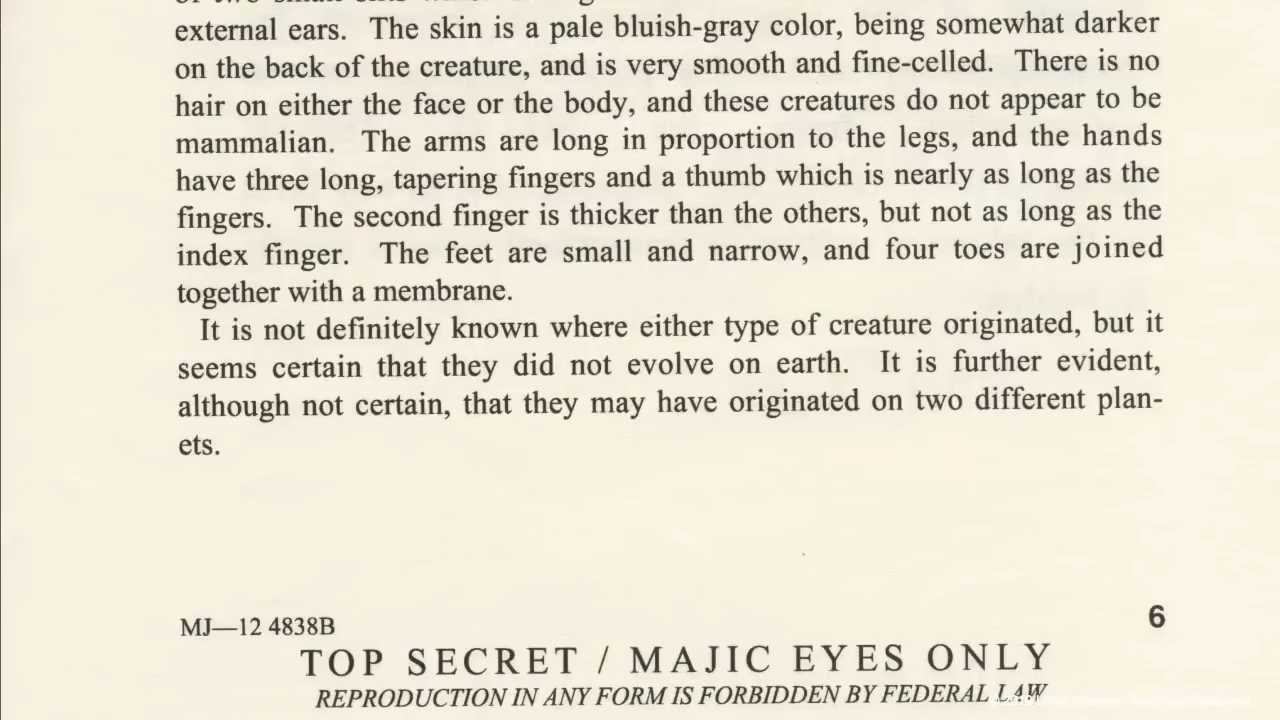 of two small slits
external ears. The skin is a pale bluish-gray color, being somewhat darker
on the back of the creature, and is very smooth and fine-celled. There is no
hair on either the face or the body, and these creatures do not appear to be
mammalian. The arms are long in proportion to the legs, and the hands
have three long, tapering fingers and a thumb which is nearly as long as the
fingers. The second finger is thicker than the others, but not as long as the
index finger. The feet are small and narrow, and four toes are joined
together with a membrane.
It is not definitely known where either type of creature originated, but it
seems certain that they did not evolve on earth. It is further evident,
although not certain, that they may have originated on two different plan-
ets.
MJ—12 4838B
6
TOP SECRET / MAJIC EYES ONLY
REPRODUCTION IN ANY FORM IS FORBIDDEN BY FEDERAL LAW